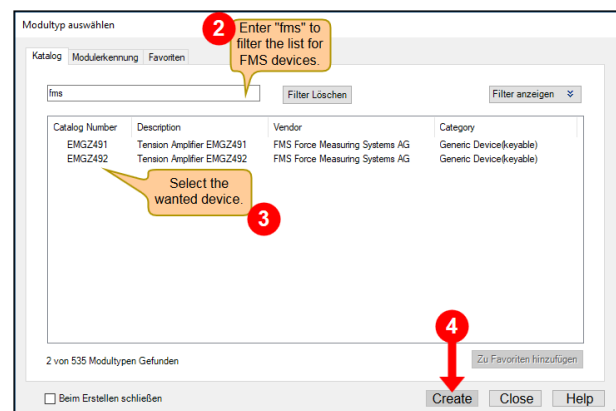 Modultyp auswählen
2
Enter "fms" to
filter the list for
FMS devices.
Katalog Modulerkennung Favoriten
fms
Filter Löschen
Filter anzeigen
Catalog Number Description Vendor Category
EMGZ491 Tension Amplifier EMGZ491 FMS Force Measuring Systems AG Generic Device(keyable)
EMGZ492 Tension Amplifier EMGZ492 FMS Force Measuring Systems AG Generic Device(keyable)
Select the
wanted device.
3
4
2 von 535 Modultypen Gefunden
Zu Favoriten hinzufügen
Beim Erstellen schließen
Create Close Help